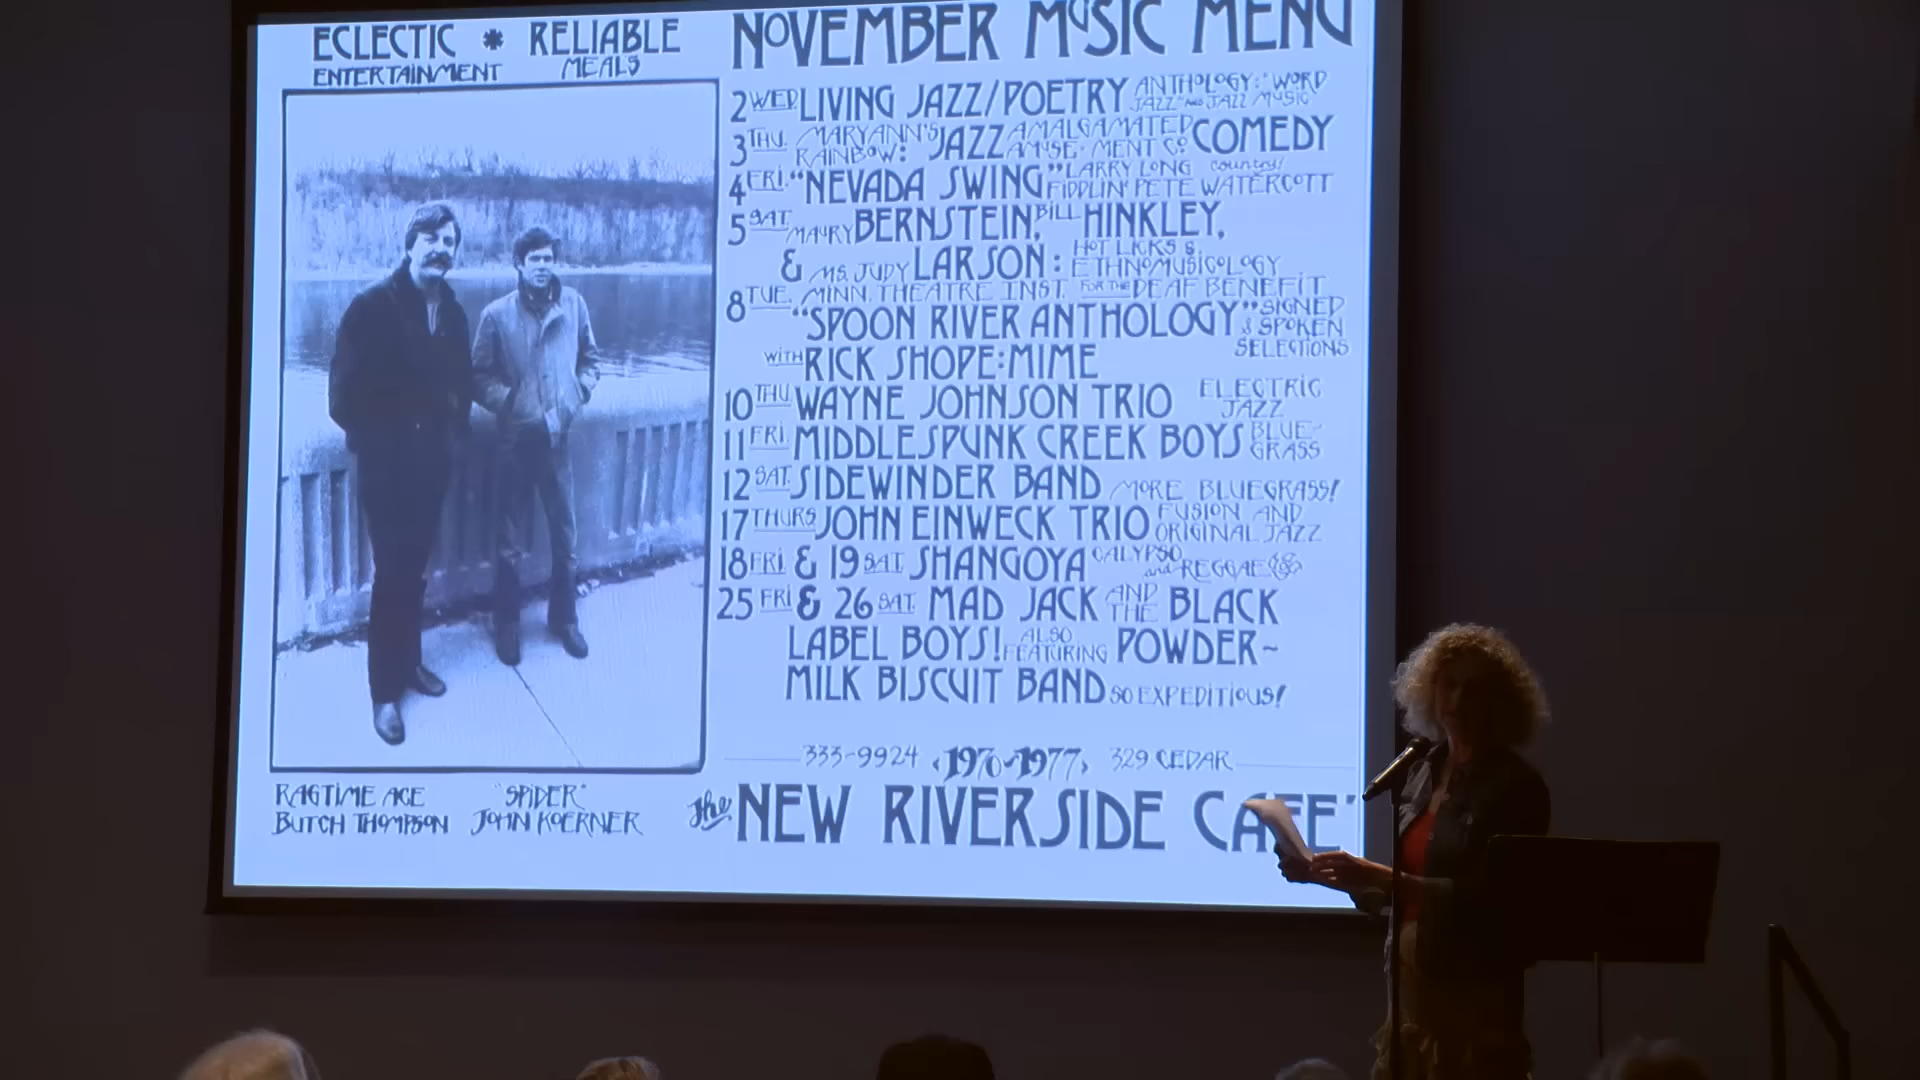 ECLECTIC * RELIABLE
ENTERTAINMENT MEALS
RAGTIME ACE "SPIDER"
BUTCH THOMPSON JOHN KOERNER
NOVEMBER MUSIC MENU
2 WED. LIVING JAZZ/POETRY ANTHOLOGY: "WORD JAZZ" AND JAZZ MUSIC
3 THU. MARYANN'S RAINBOW: JAZZ AMALGAMATED AMUSE-MENT CO COMEDY
4 FRI. "NEVADA SWING" LARRY LONG country/ FIDDLIN' PETE WATERCOTT
5 SAT. MAURY BERNSTEIN, BILL HINKLEY,
& MS. JUDY LARSON: HOT LICKS & ETHNOMUSICOLOGY
8 TUE. MINN. THEATRE INST. FOR THE DEAF BENEFIT
"SPOON RIVER ANTHOLOGY" SIGNED & SPOKEN SELECTIONS
WITH RICK SHOPE: MIME
10 THU. WAYNE JOHNSON TRIO ELECTRIC JAZZ
11 FRI. MIDDLESPUNK CREEK BOYS BLUE-GRASS
12 SAT. SIDEWINDER BAND MORE BLUEGRASS!
17 THURS JOHN EINWECK TRIO FUSION AND ORIGINAL JAZZ
18 FRI. & 19 SAT. SHANGOYA CALYPSO and REGGAE
25 FRI & 26 SAT. MAD JACK AND THE BLACK
LABEL BOYS! ALSO FEATURING POWDER~
MILK BISCUIT BAND SO EXPEDITIOUS!
333-9924 1970~1977 329 CEDAR
the NEW RIVERSIDE CAFE'